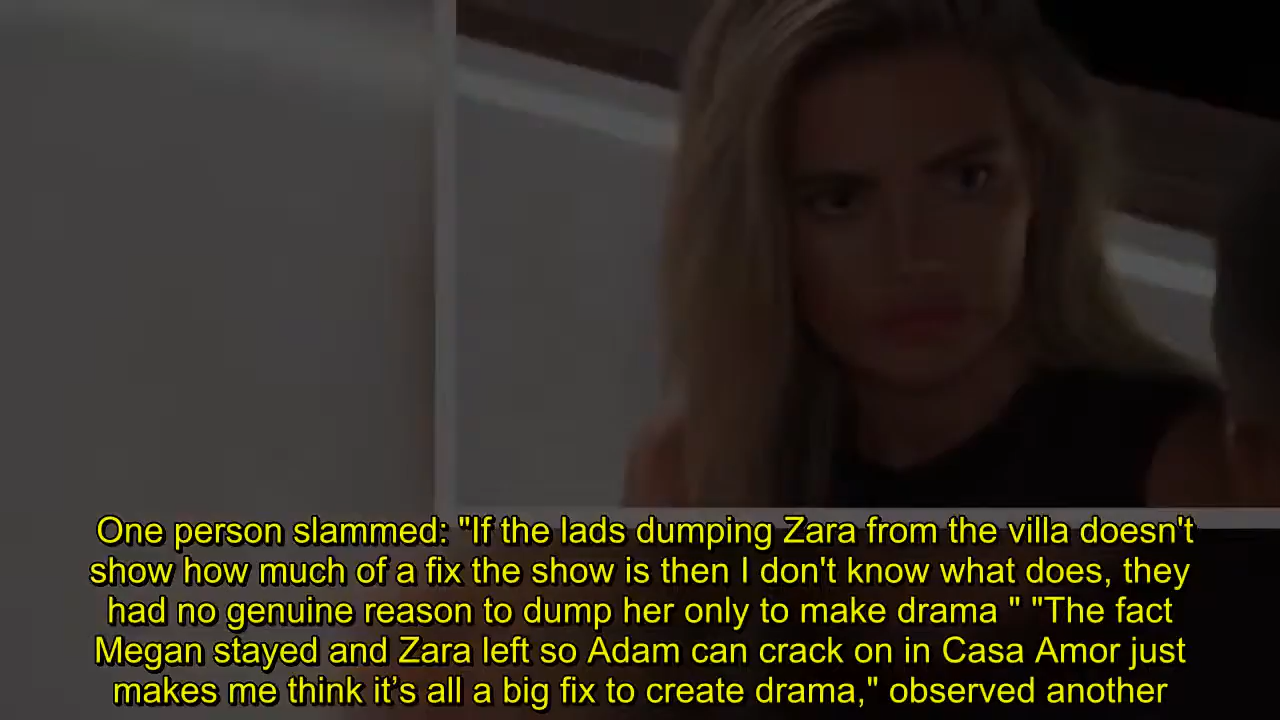 One person slammed: "If the lads dumping Zara from the villa doesn't
show how much of a fix the show is then I don't know what does, they
had no genuine reason to dump her only to make drama " "The fact
Megan stayed and Zara left so Adam can crack on in Casa Amor just
makes me think it’s all a big fix to create drama," observed another